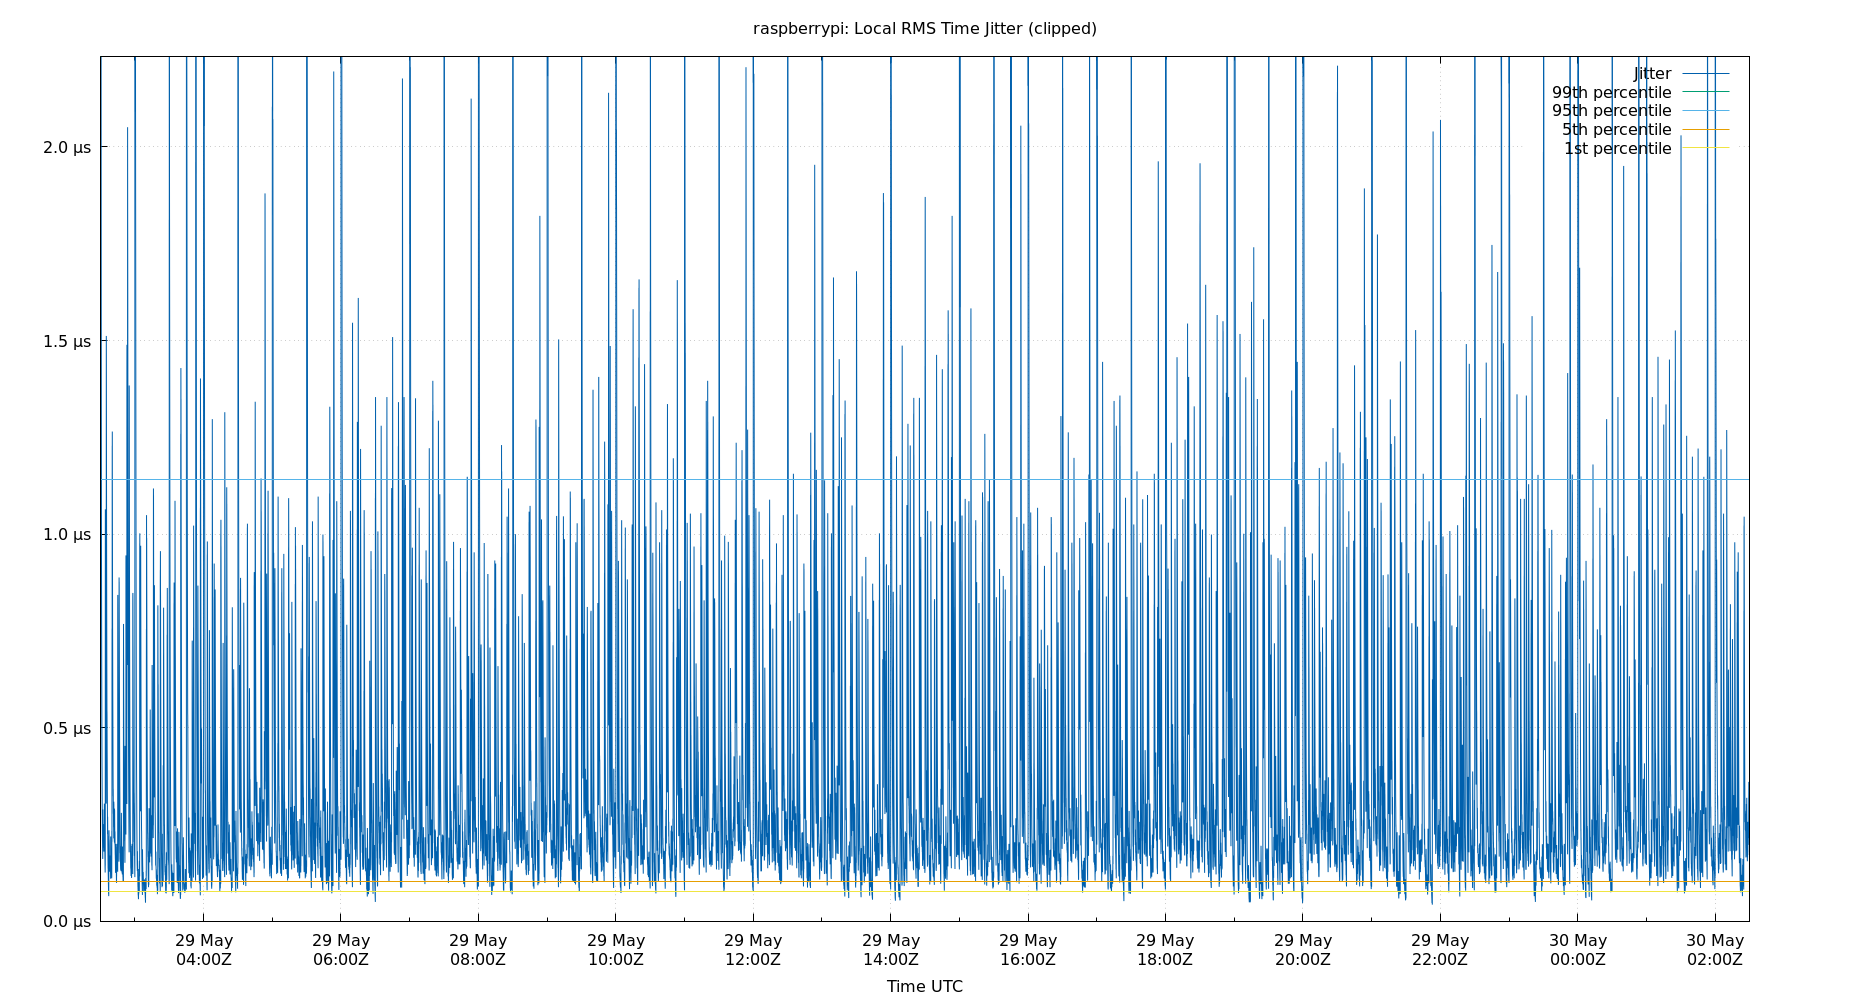 raspberrypi: Local RMS Time Jitter (clipped)
Jitter
99th percentile
95th percentile
5th percentile
1st percentile
2.0 µs
1.5 µs
1.0 µs
0.5 µs
0.0 µs
29 May 29 May 29 May 29 May 29 May 29 May 29 May 29 May 29 May 29 May 30 May 30 May
04:00Z 06:00Z 08:00Z 10:00Z 12:00Z 14:00Z 16:00Z 18:00Z 20:00Z 22:00Z 00:00Z 02:00Z
Time UTC